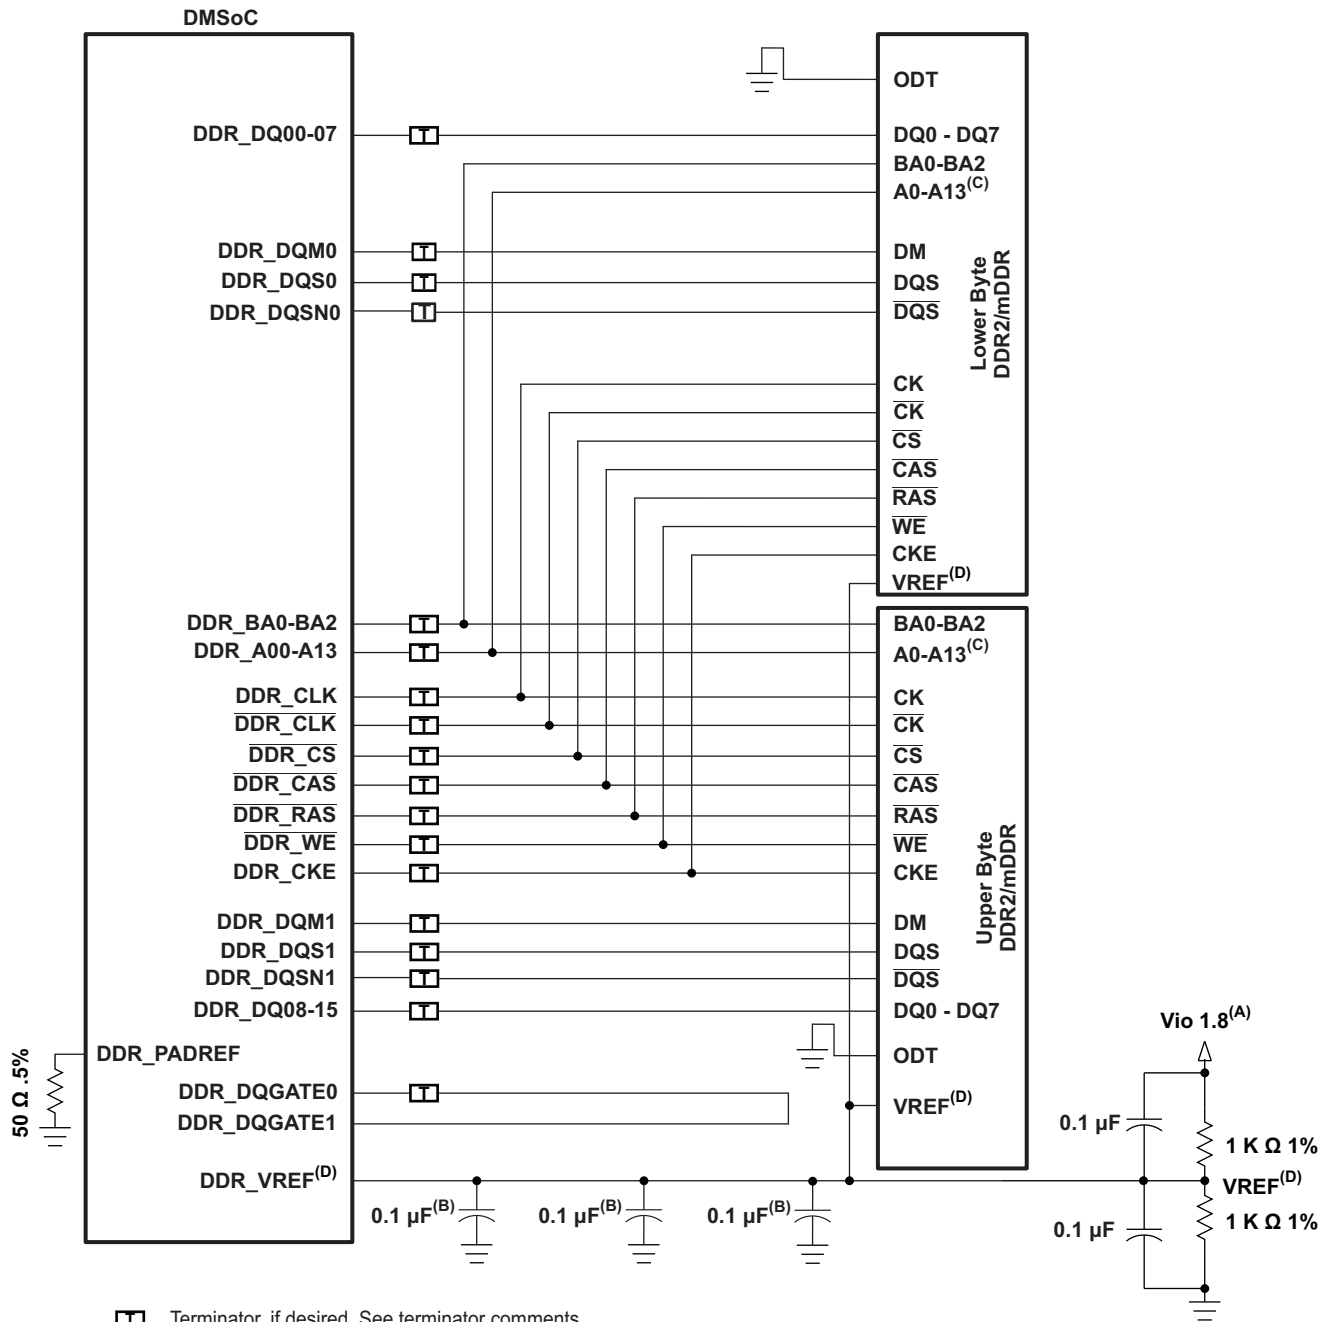 DMSoC
ODT
DDR_DQ00-07
DQ0 - DQ7
BA0-BA2
A0-A13(C)
DDR_DQM0
DM
DDR_DQS0
DQS
DDR_DQSN0
DQS
Lower Byte
DDR2/mDDR
CK
CK
CS
CAS
RAS
WE
CKE
VREF(D)
DDR_BA0-BA2
BA0-BA2
DDR_A00-A13
A0-A13(C)
DDR_CLK
CK
DDR_CLK
CK
DDR_CS
CS
DDR_CAS
CAS
DDR_RAS
RAS
DDR_WE
WE
DDR_CKE
CKE
Upper Byte
DDR2/mDDR
DDR_DQM1
DM
DDR_DQS1
DQS
DDR_DQSN1
DQS
DDR_DQ08-15
DQ0 - DQ7
DDR_PADREF
ODT
50 Ω .5%
DDR_DQGATE0
DDR_DQGATE1
VREF(D)
DDR_VREF(D)
0.1 µF(B)
0.1 µF(B)
0.1 µF(B)
Vio 1.8(A)
0.1 µF
1 K Ω 1%
VREF(D)
0.1 µF
1 K Ω 1%
T Terminator, if desired. See terminator comments.